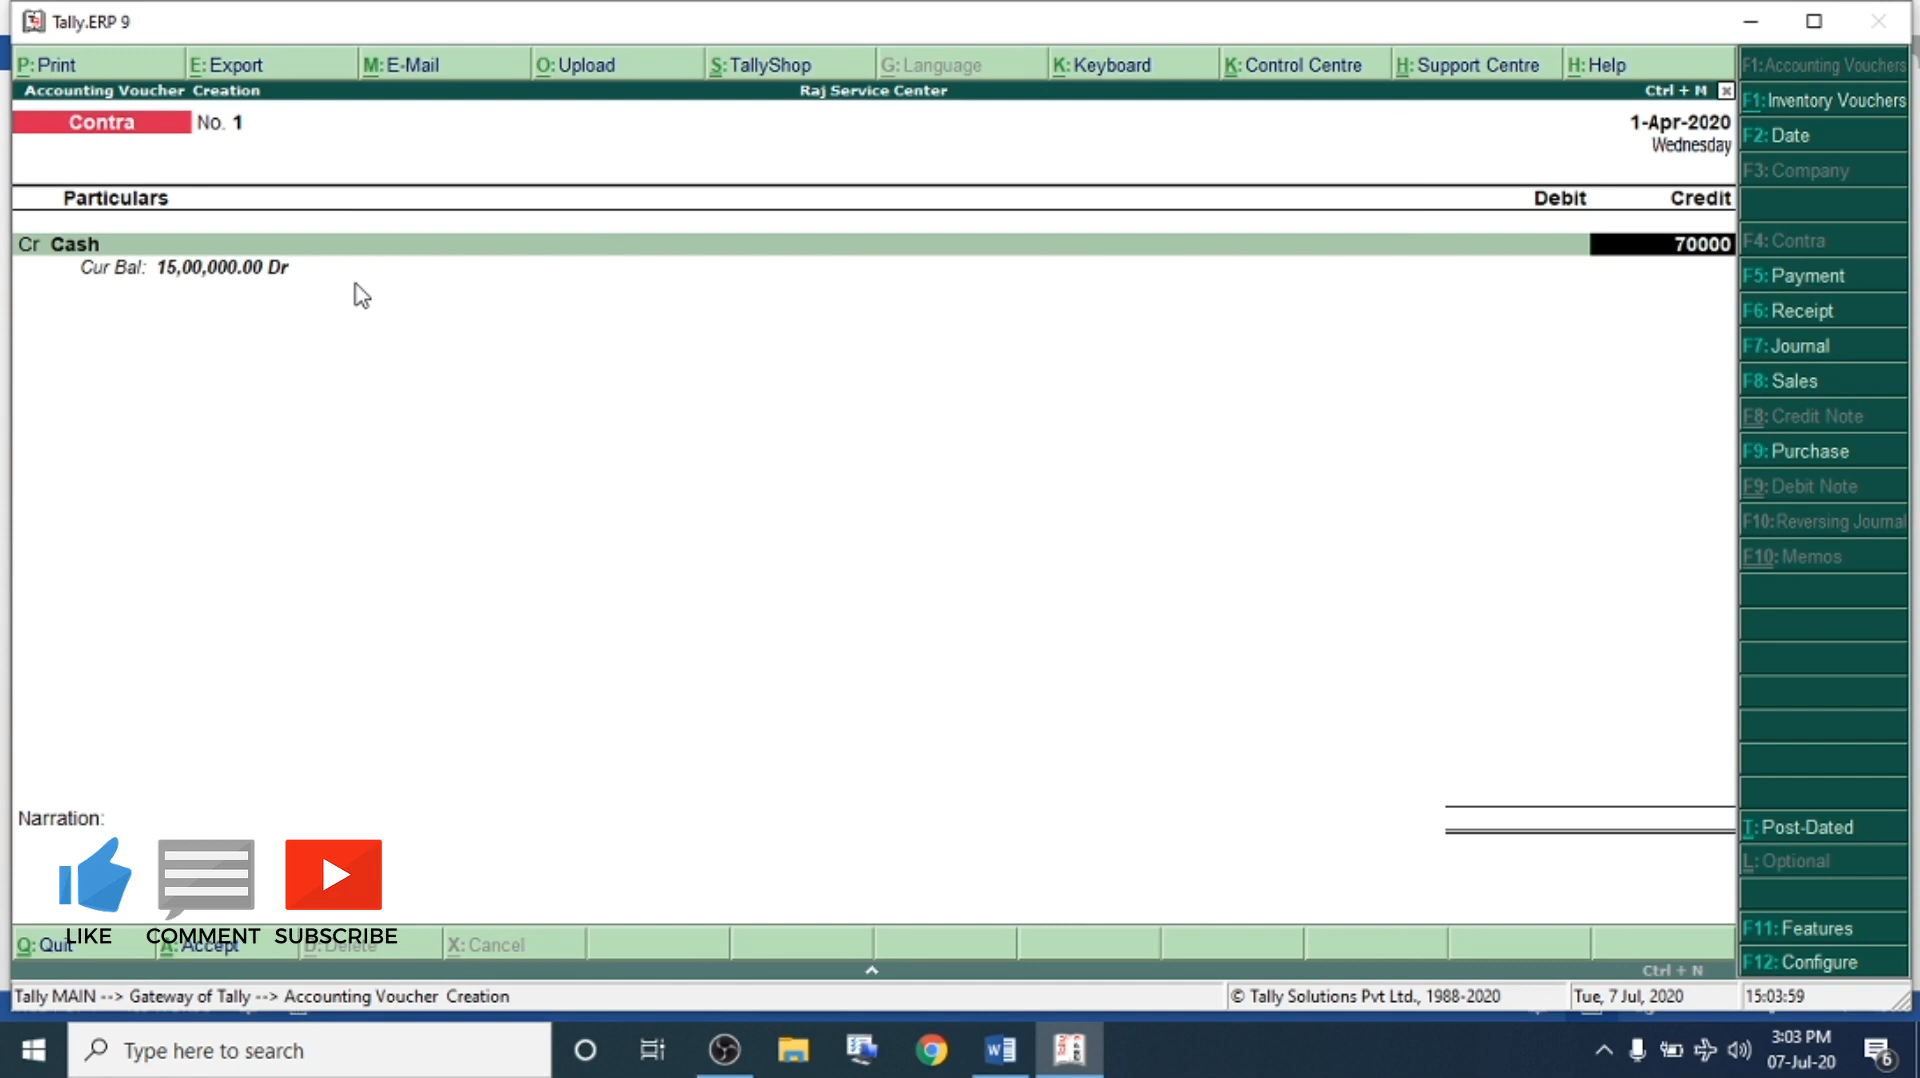 Tally.ERP 9
P: Print E: Export M: E-Mail O: Upload S: TallyShop G: Language K: Keyboard K: Control Centre H: Support Centre H: Help
Accounting Voucher Creation Raj Service Center Ctrl + M
Contra No. 1 1-Apr-2020
Wednesday
Particulars Debit Credit
Cr Cash 70000
Cur Bal: 15,00,000.00 Dr
Narration:
LIKE COMMENT SUBSCRIBE
Q: Quit A: Accept D: Delete X: Cancel
Ctrl + N
F1: Accounting Vouchers
F1: Inventory Vouchers
F2: Date
F3: Company
F4: Contra
F5: Payment
F6: Receipt
F7: Journal
F8: Sales
F8: Credit Note
F9: Purchase
F9: Debit Note
F10: Reversing Journal
F10: Memos
T: Post-Dated
L: Optional
F11: Features
F12: Configure
Tally MAIN --> Gateway of Tally --> Accounting Voucher Creation © Tally Solutions Pvt Ltd., 1988-2020 Tue, 7 Jul, 2020 15:03:59
Type here to search 3:03 PM
07-Jul-20 6